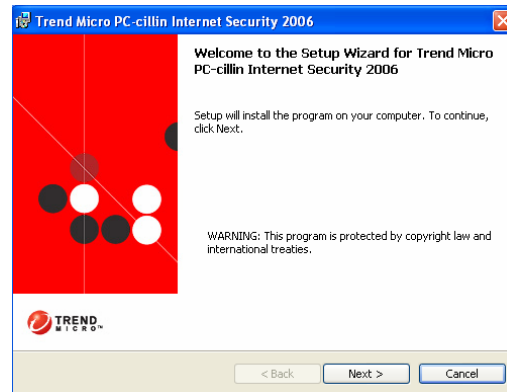 Trend Micro PC-cillin Internet Security 2006
Welcome to the Setup Wizard for Trend Micro
PC-cillin Internet Security 2006
Setup will install the program on your computer. To continue,
click Next.
WARNING: This program is protected by copyright law and
international treaties.
TREND
MICRO™
< Back
Next >
Cancel